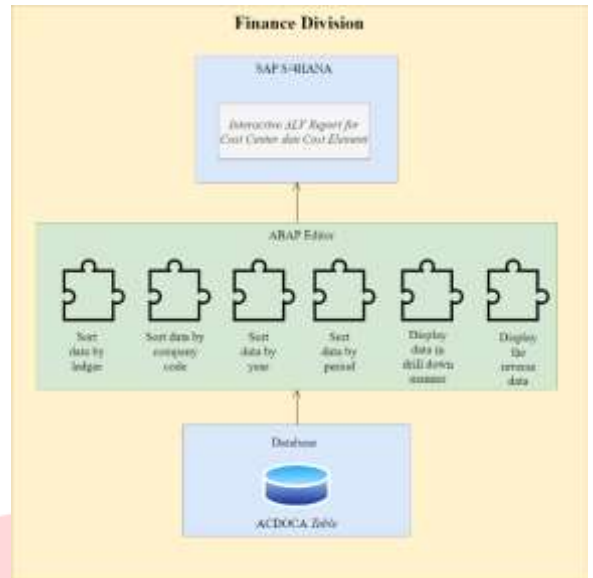 Finance Division
SAP S/4HANA
Interactive ALV Report for
Cost Center dan Cost Element
ABAP Editor
Sort
data by
ledger
Sort data by
company
code
Sort
data by
year
Sort
data by
period
Display
data in
drill down
manner
Display
the
reverse
data
Database
ACDOCA Table